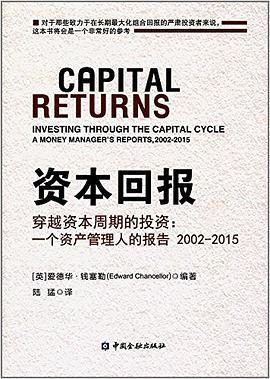 ■ 对于那些致力于在长期最大化组合回报的严肃投资者来说，
这本书将会是一个非常好的参考
CAPITAL
RETURNS
INVESTING THROUGH THE CAPITAL CYCLE
A MONEY MANAGER'S REPORTS, 2002-2015
资本回报
穿越资本周期的投资：
一个资产管理人的报告 2002-2015
[英]爱德华·钱塞勒(Edward Chancellor) 编著
陆 猛 译
中国金融出版社